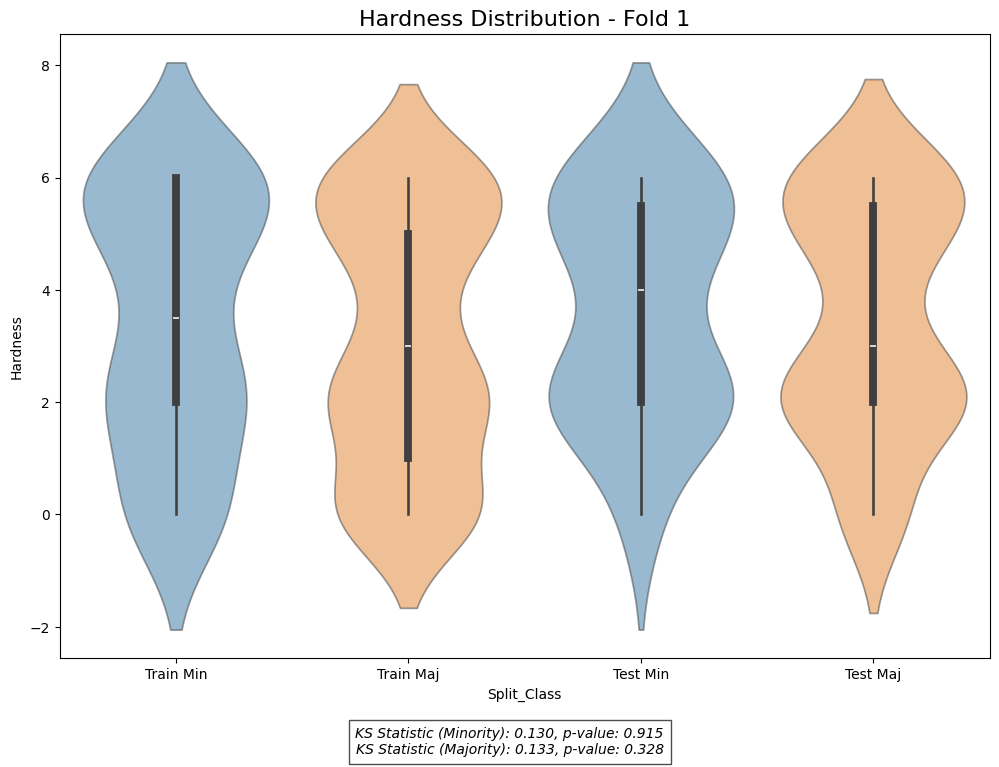 Hardness Distribution - Fold 1
8
6
4
2
0
−2
Hardness
Train Min
Train Maj
Test Min
Test Maj
Split_Class
KS Statistic (Minority): 0.130, p-value: 0.915
KS Statistic (Majority): 0.133, p-value: 0.328